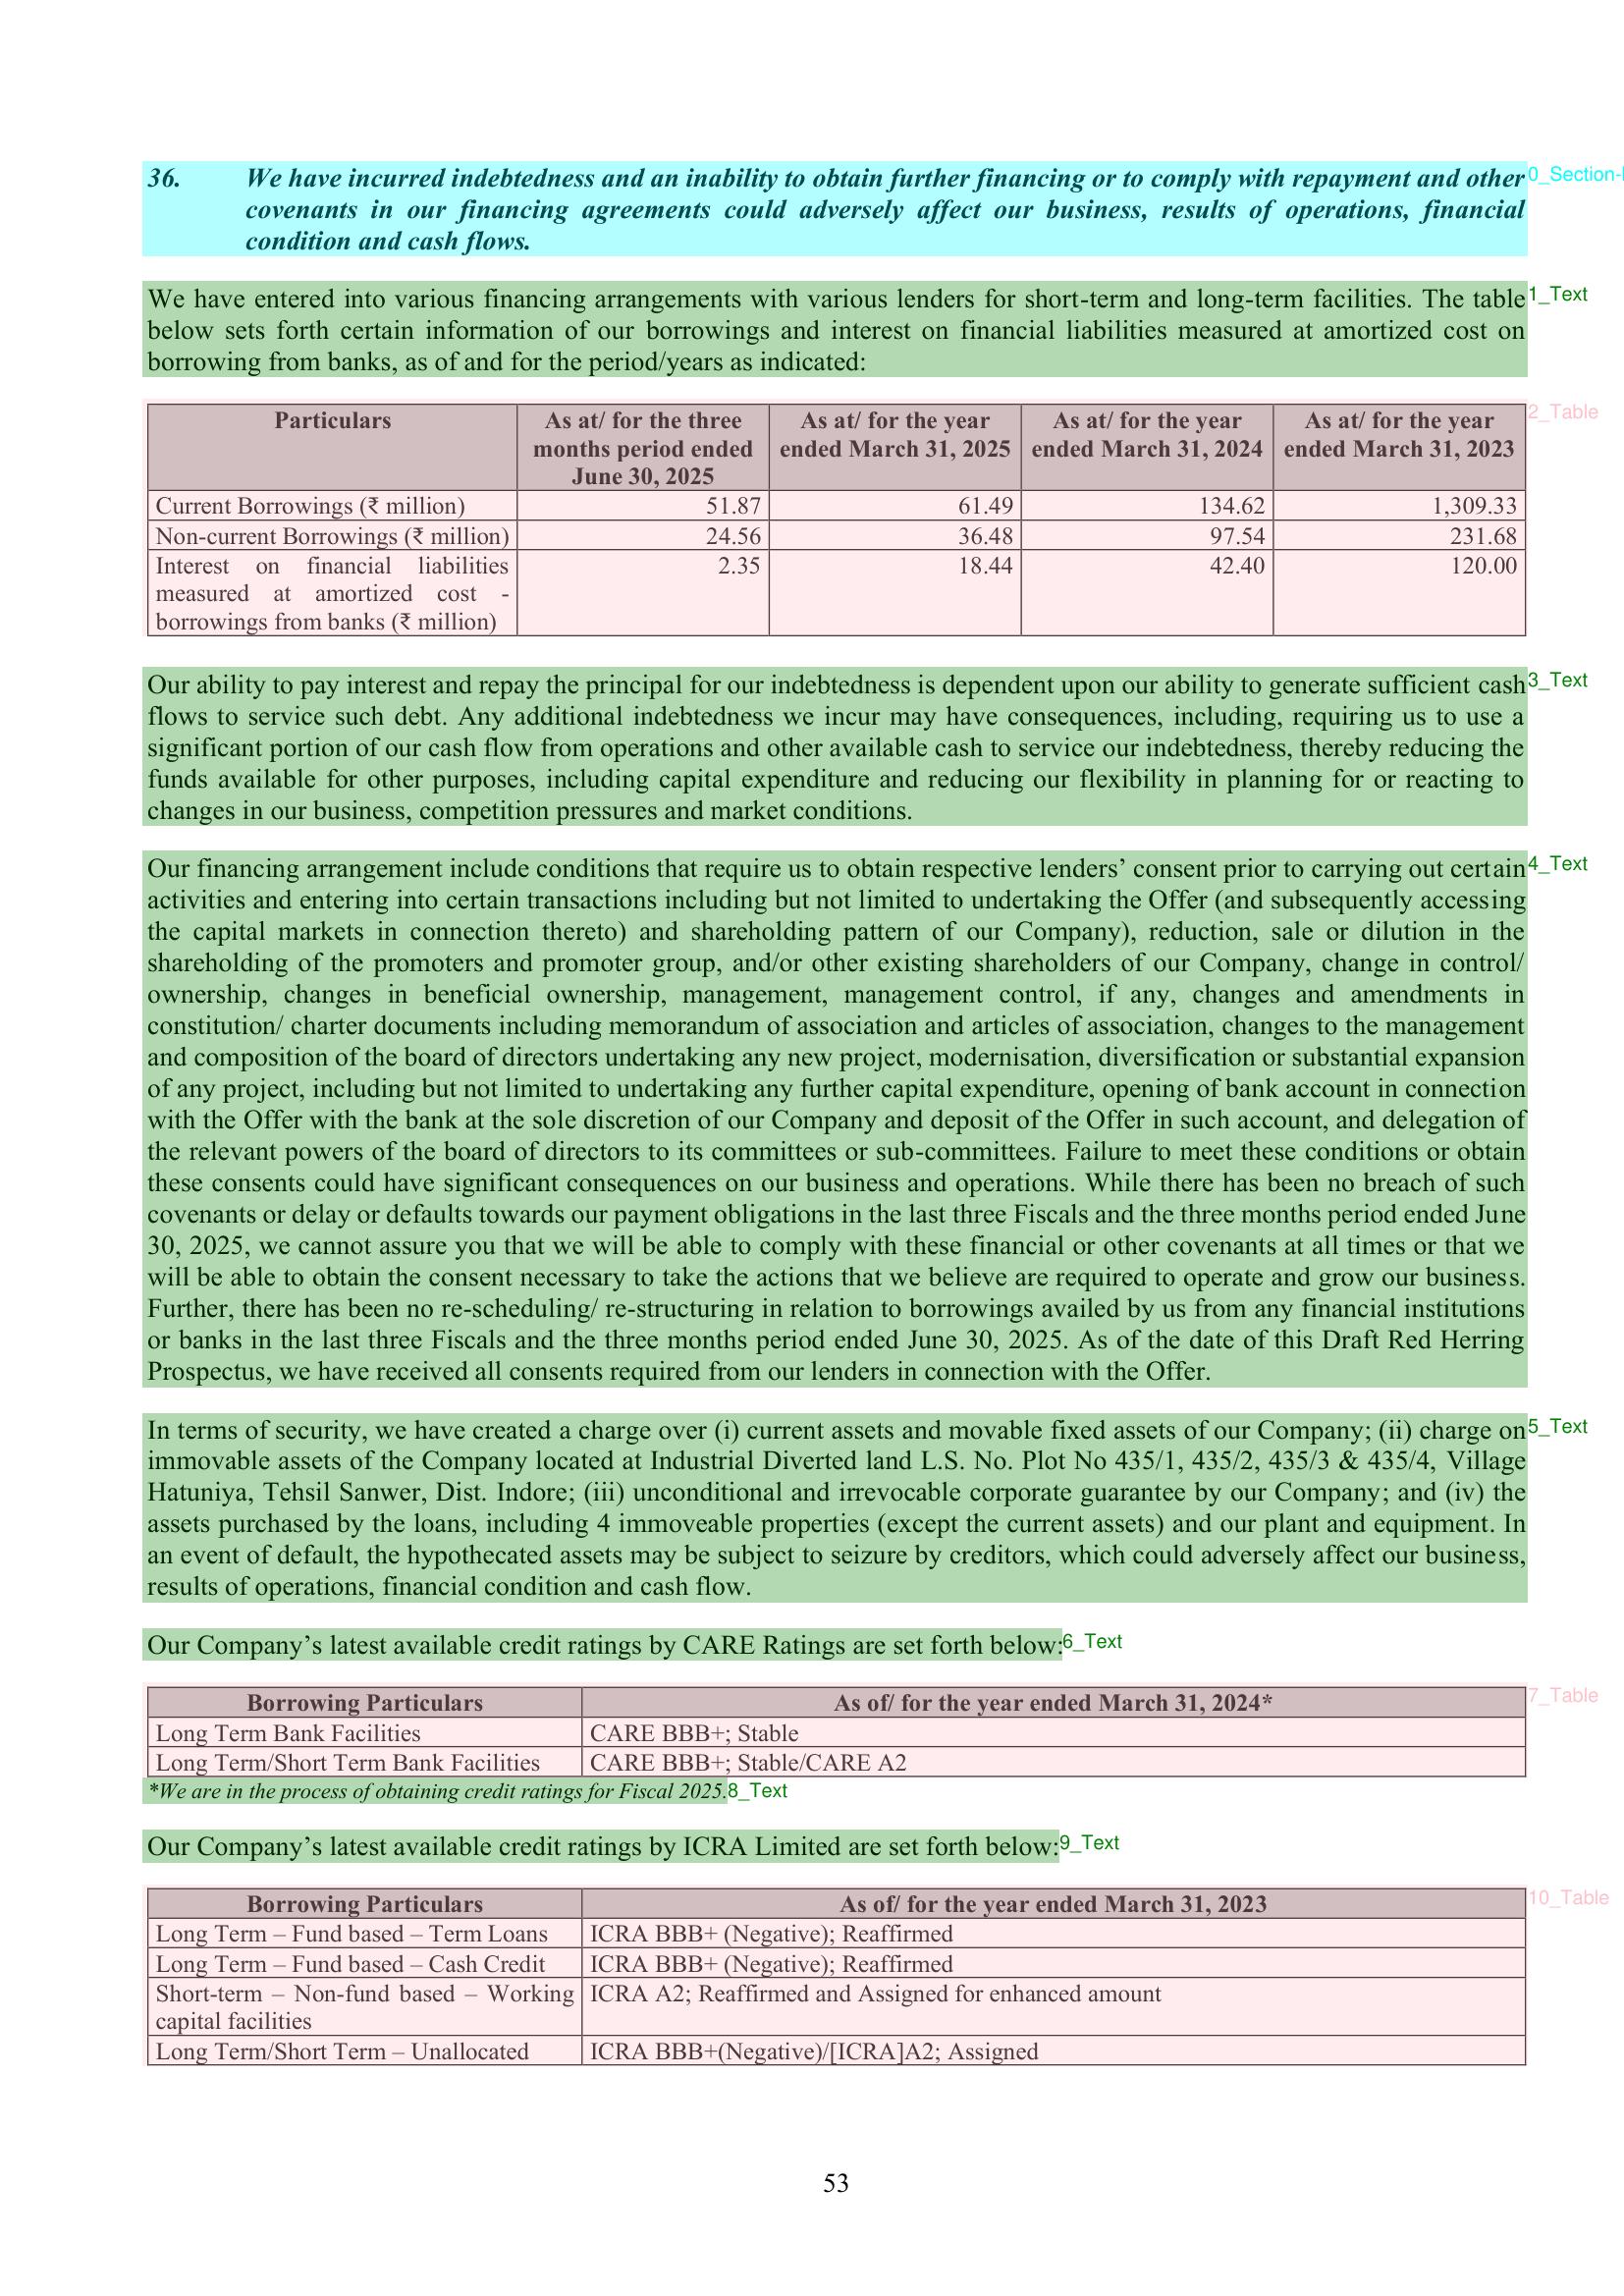 36. We have incurred indebtedness and an inability to obtain further financing or to comply with repayment and other
covenants in our financing agreements could adversely affect our business, results of operations, financial
condition and cash flows.
0_Section-
We have entered into various financing arrangements with various lenders for short-term and long-term facilities. The table
below sets forth certain information of our borrowings and interest on financial liabilities measured at amortized cost on
borrowing from banks, as of and for the period/years as indicated:
1_Text
Particulars As at/ for the three months period ended June 30, 2025 As at/ for the year ended March 31, 2025 As at/ for the year ended March 31, 2024 As at/ for the year ended March 31, 2023
2_Table
Current Borrowings (₹ million) 51.87 61.49 134.62 1,309.33
Non-current Borrowings (₹ million) 24.56 36.48 97.54 231.68
Interest on financial liabilities 2.35 18.44 42.40 120.00
measured at amortized cost -
borrowings from banks (₹ million)
Our ability to pay interest and repay the principal for our indebtedness is dependent upon our ability to generate sufficient cash
flows to service such debt. Any additional indebtedness we incur may have consequences, including, requiring us to use a
significant portion of our cash flow from operations and other available cash to service our indebtedness, thereby reducing the
funds available for other purposes, including capital expenditure and reducing our flexibility in planning for or reacting to
changes in our business, competition pressures and market conditions.
3_Text
Our financing arrangement include conditions that require us to obtain respective lenders’ consent prior to carrying out certain
activities and entering into certain transactions including but not limited to undertaking the Offer (and subsequently accessing
the capital markets in connection thereto) and shareholding pattern of our Company), reduction, sale or dilution in the
shareholding of the promoters and promoter group, and/or other existing shareholders of our Company, change in control/
ownership, changes in beneficial ownership, management, management control, if any, changes and amendments in
constitution/ charter documents including memorandum of association and articles of association, changes to the management
and composition of the board of directors undertaking any new project, modernisation, diversification or substantial expansion
of any project, including but not limited to undertaking any further capital expenditure, opening of bank account in connection
with the Offer with the bank at the sole discretion of our Company and deposit of the Offer in such account, and delegation of
the relevant powers of the board of directors to its committees or sub-committees. Failure to meet these conditions or obtain
these consents could have significant consequences on our business and operations. While there has been no breach of such
covenants or delay or defaults towards our payment obligations in the last three Fiscals and the three months period ended June
30, 2025, we cannot assure you that we will be able to comply with these financial or other covenants at all times or that we
will be able to obtain the consent necessary to take the actions that we believe are required to operate and grow our business.
Further, there has been no re-scheduling/ re-structuring in relation to borrowings availed by us from any financial institutions
or banks in the last three Fiscals and the three months period ended June 30, 2025. As of the date of this Draft Red Herring
Prospectus, we have received all consents required from our lenders in connection with the Offer.
4_Text
In terms of security, we have created a charge over (i) current assets and movable fixed assets of our Company; (ii) charge on
immovable assets of the Company located at Industrial Diverted land L.S. No. Plot No 435/1, 435/2, 435/3 & 435/4, Village
Hatuniya, Tehsil Sanwer, Dist. Indore; (iii) unconditional and irrevocable corporate guarantee by our Company; and (iv) the
assets purchased by the loans, including 4 immoveable properties (except the current assets) and our plant and equipment. In
an event of default, the hypothecated assets may be subject to seizure by creditors, which could adversely affect our business,
results of operations, financial condition and cash flow.
5_Text
Our Company’s latest available credit ratings by CARE Ratings are set forth below:
6_Text
Borrowing Particulars As of/ for the year ended March 31, 2024*
7_Table
Long Term Bank Facilities CARE BBB+; Stable
Long Term/Short Term Bank Facilities CARE BBB+; Stable/CARE A2
*We are in the process of obtaining credit ratings for Fiscal 2025.
8_Text
Our Company’s latest available credit ratings by ICRA Limited are set forth below:
9_Text
Borrowing Particulars As of/ for the year ended March 31, 2023
10_Table
Long Term – Fund based – Term Loans ICRA BBB+ (Negative); Reaffirmed
Long Term – Fund based – Cash Credit ICRA BBB+ (Negative); Reaffirmed
Short-term – Non-fund based – Working ICRA A2; Reaffirmed and Assigned for enhanced amount
capital facilities
Long Term/Short Term – Unallocated ICRA BBB+(Negative)/[ICRA]A2; Assigned
53